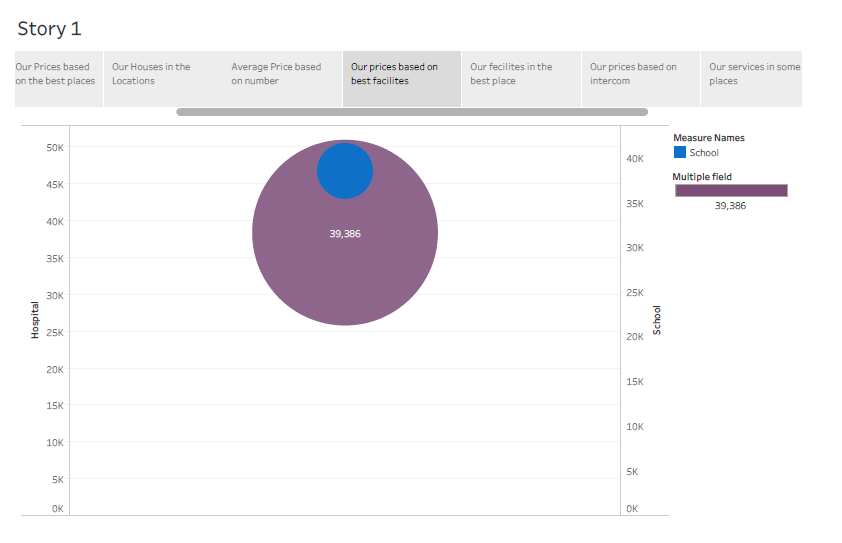 Story 1
Our Prices based
on the best places
Our Houses in the
Locations
Average Price based
on number
Our prices based on
best facilites
Our fecilites in the
best place
Our prices based on
intercom
Our services in some
places
50K
45K
40K
35K
30K
25K
20K
15K
10K
5K
0K
Hospital
39,386
40K
35K
30K
25K
20K
15K
10K
5K
0K
School
Measure Names
School
Multiple field
39,386